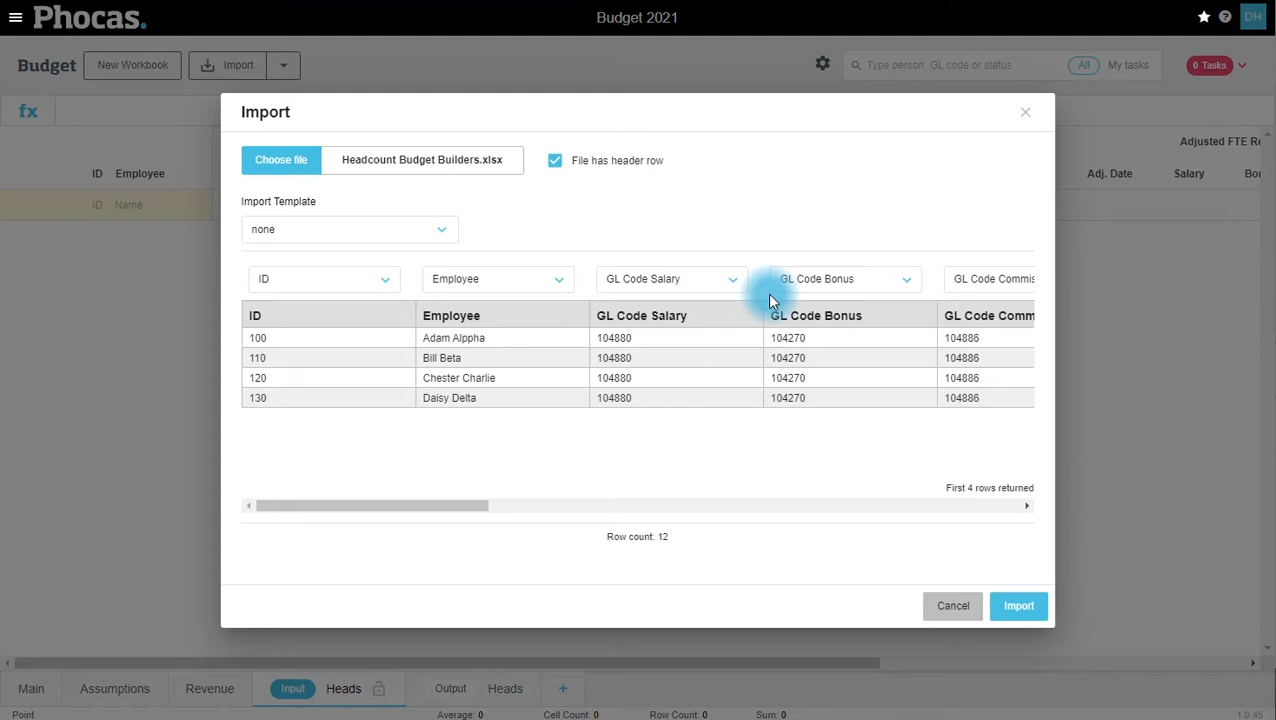 Phocas.
Budget 2021
DH
Budget
New Workbook
Import
Type person, GL code or status
All
My tasks
0 Tasks
fx
Import
Choose file
Headcount Budget Builders.xlsx
File has header row
Adjusted FTE Re
ID Employee
Adj. Date Salary Bo
ID Name
Import Template
none
ID Employee GL Code Salary GL Code Bonus GL Code Commis
ID Employee GL Code Salary GL Code Bonus GL Code Comm
100 Adam Alppha 104880 104270 104886
110 Bill Beta 104880 104270 104886
120 Chester Charlie 104880 104270 104886
130 Daisy Delta 104880 104270 104886
First 4 rows returned
Row count: 12
Cancel Import
Main Assumptions Revenue Input Heads Output Heads +
Point Average: 0 Cell Count: 0 Row Count: 0 Sum: 0 1.0.45